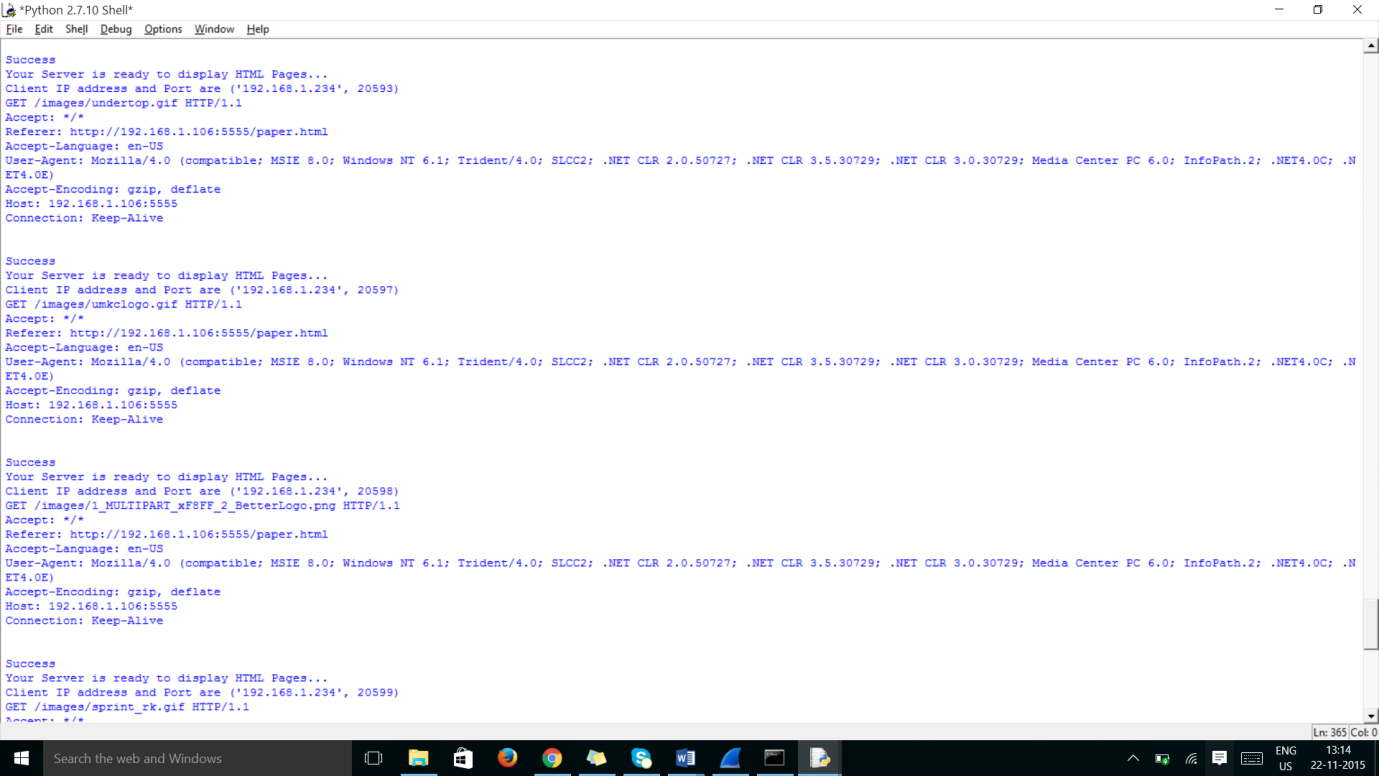 *Python 2.7.10 Shell*
File Edit Shell Debug Options Window Help
Success
Your Server is ready to display HTML Pages...
Client IP address and Port are ('192.168.1.234', 20593)
GET /images/undertop.gif HTTP/1.1
Accept: */*
Referer: http://192.168.1.106:5555/paper.html
Accept-Language: en-US
User-Agent: Mozilla/4.0 (compatible; MSIE 8.0; Windows NT 6.1; Trident/4.0; SLCC2; .NET CLR 2.0.50727; .NET CLR 3.5.30729; .NET CLR 3.0.30729; Media Center PC 6.0; InfoPath.2; .NET4.0C; .N
ET4.0E)
Accept-Encoding: gzip, deflate
Host: 192.168.1.106:5555
Connection: Keep-Alive
Success
Your Server is ready to display HTML Pages...
Client IP address and Port are ('192.168.1.234', 20597)
GET /images/umkclogo.gif HTTP/1.1
Accept: */*
Referer: http://192.168.1.106:5555/paper.html
Accept-Language: en-US
User-Agent: Mozilla/4.0 (compatible; MSIE 8.0; Windows NT 6.1; Trident/4.0; SLCC2; .NET CLR 2.0.50727; .NET CLR 3.5.30729; .NET CLR 3.0.30729; Media Center PC 6.0; InfoPath.2; .NET4.0C; .N
ET4.0E)
Accept-Encoding: gzip, deflate
Host: 192.168.1.106:5555
Connection: Keep-Alive
Success
Your Server is ready to display HTML Pages...
Client IP address and Port are ('192.168.1.234', 20598)
GET /images/1_MULTIPART_xF8FF_2_BetterLogo.png HTTP/1.1
Accept: */*
Referer: http://192.168.1.106:5555/paper.html
Accept-Language: en-US
User-Agent: Mozilla/4.0 (compatible; MSIE 8.0; Windows NT 6.1; Trident/4.0; SLCC2; .NET CLR 2.0.50727; .NET CLR 3.5.30729; .NET CLR 3.0.30729; Media Center PC 6.0; InfoPath.2; .NET4.0C; .N
ET4.0E)
Accept-Encoding: gzip, deflate
Host: 192.168.1.106:5555
Connection: Keep-Alive
Success
Your Server is ready to display HTML Pages...
Client IP address and Port are ('192.168.1.234', 20599)
GET /images/sprint_rk.gif HTTP/1.1
Accept: */*
Ln: 365 Col: 0
Search the web and Windows
ENG
US
13:14
22-11-2015